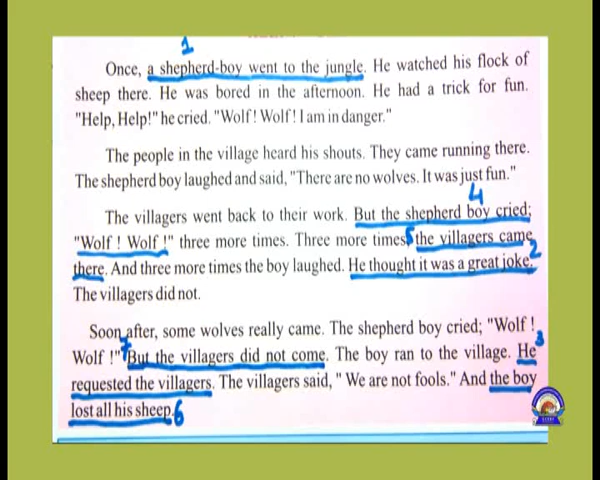 1
Once, a shepherd-boy went to the jungle. He watched his flock of
sheep there. He was bored in the afternoon. He had a trick for fun.
"Help, Help!" he cried. "Wolf! Wolf! I am in danger."
The people in the village heard his shouts. They came running there.
The shepherd boy laughed and said, "There are no wolves. It was just fun."
4
The villagers went back to their work. But the shepherd boy cried;
"Wolf ! Wolf !" three more times. Three more times 5 the villagers came
there. And three more times the boy laughed. He thought it was a great joke. 2
The villagers did not.
Soon after, some wolves really came. The shepherd boy cried; "Wolf !
Wolf !" 7 But the villagers did not come. The boy ran to the village. He 3
requested the villagers. The villagers said, " We are not fools." And the boy
lost all his sheep. 6